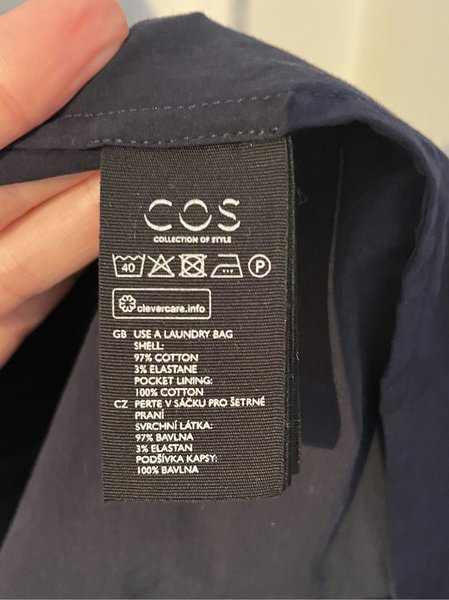 COS
COLLECTION OF STYLE
40 P
clevercare.info
GB USE A LAUNDRY BAG
SHELL:
97% COTTON
3% ELASTANE
POCKET LINING:
100% COTTON
CZ PERTE V SÁČKU PRO ŠETRNÉ
PRANÍ
SVRCHNÍ LÁTKA:
97% BAVLNA
3% ELASTAN
PODŠÍVKA KAPSY:
100% BAVLNA